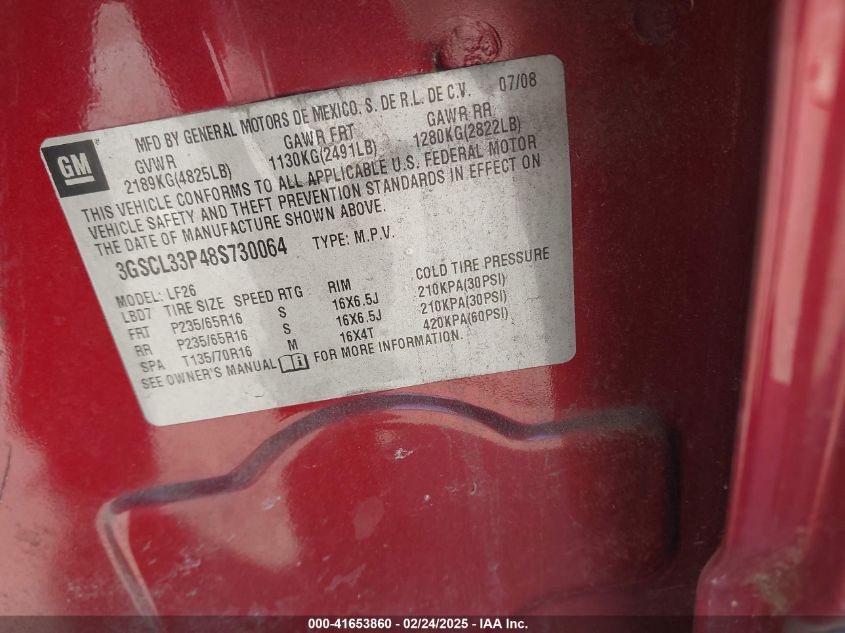 GM
MFD BY GENERAL MOTORS DE MEXICO. S. DE R.L. DE C.V. 07/08
GVWR GAWR FRT GAWR RR
2189KG(4825LB) 1130KG(2491LB) 1280KG(2822LB)
THIS VEHICLE CONFORMS TO ALL APPLICABLE U.S. FEDERAL MOTOR
VEHICLE SAFETY AND THEFT PREVENTION STANDARDS IN EFFECT ON
THE DATE OF MANUFACTURE SHOWN ABOVE.
3GSCL33P48S730064 TYPE: M.P.V.
MODEL: LF26
LBD7 TIRE SIZE SPEED RTG RIM COLD TIRE PRESSURE
FRT P235/65R16 S 16X6.5J 210KPA(30PSI)
RR P235/65R16 S 16X6.5J 210KPA(30PSI)
SPA T135/70R16 M 16X4T 420KPA(60PSI)
SEE OWNER'S MANUAL FOR MORE INFORMATION.
000-41653860 - 02/24/2025 - IAA Inc.